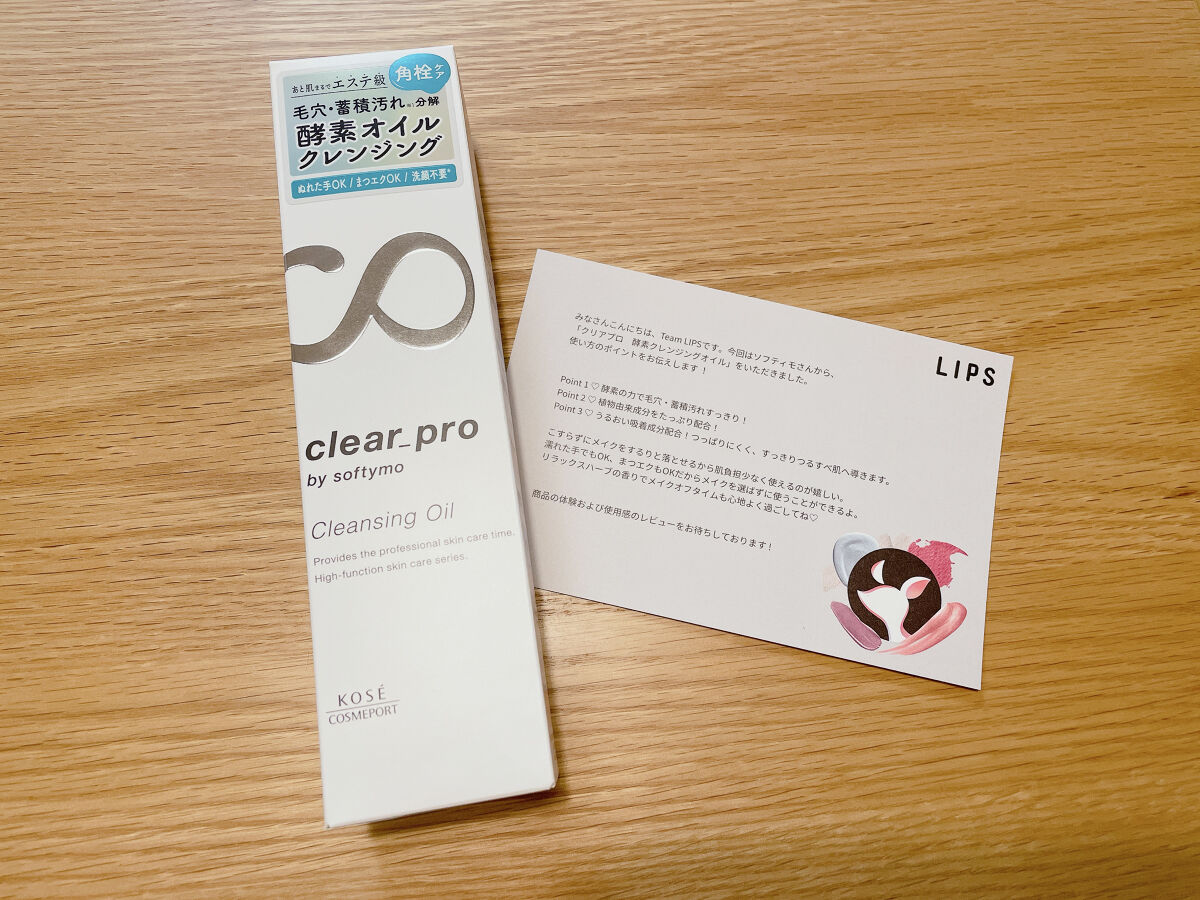 あと肌まで エステ級
角栓ケア
毛穴・蓄積汚れ※1分解
酵素オイル
クレンジング
ぬれた手OK / まつエクOK / 洗顔不要*
clear_pro
by softymo
Cleansing Oil
Provides the professional skin care time.
High-function skin care series.
KOSÉ
COSMEPORT
LIPS
みなさんこんにちは、Team LIPSです。今回はソフティモさんから、
「クリアプロ 酵素クレンジングオイル」をいただきました。
使い方のポイントをお伝えします！
Point 1 ♡ 酵素の力で毛穴・蓄積汚れすっきり！
Point 2 ♡ 植物由来成分をたっぷり配合！
Point 3 ♡ うるおい吸着成分配合！つっぱりにくく、すっきりつるすべ肌へ導きます。
こすらずにメイクをするりと落とせるから肌負担少なく使えるのが嬉しい。
濡れた手でもOK、まつエクもOKだからメイクを選ばずに使うことができるよ。
リラックスハーブの香りでメイクオフタイムも心地よく過ごしてね♡
商品の体験および使用感のレビューをお待ちしております！